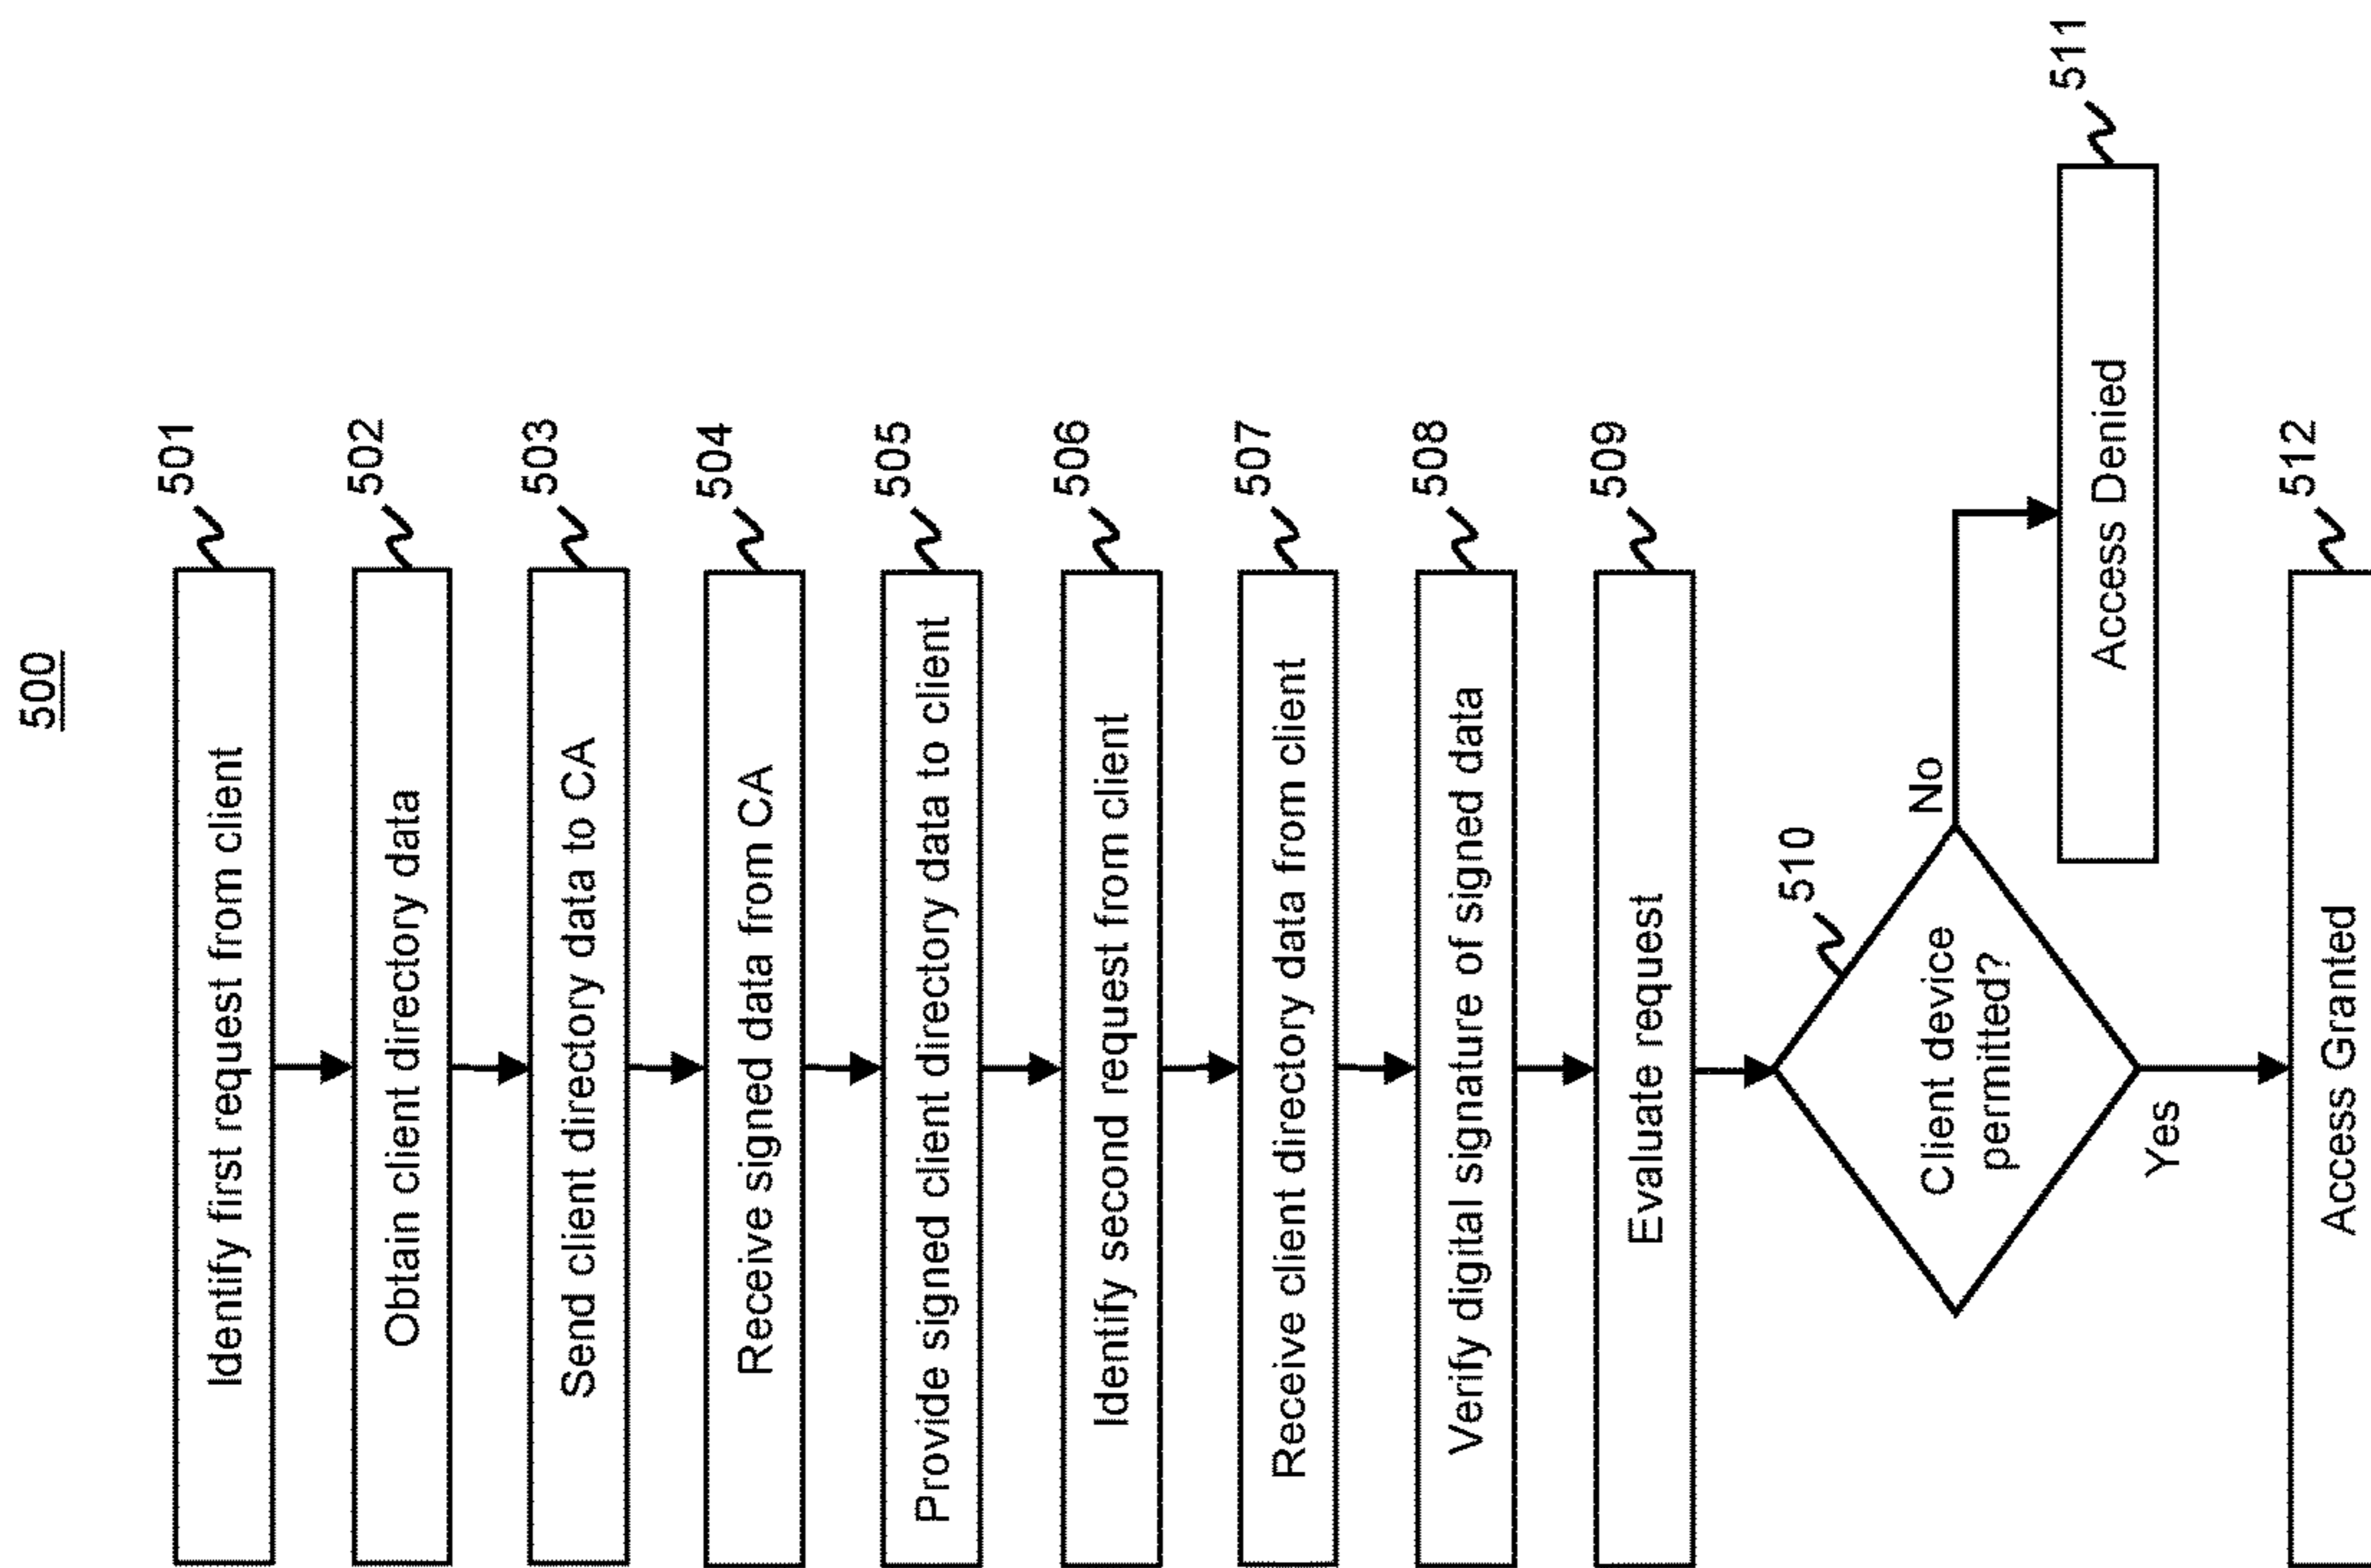 500
Identify first request from client
501
Obtain client directory data
502
Send client directory data to CA
503
Receive signed data from CA
504
Provide signed client directory data to client
505
Identify second request from client
506
Receive client directory data from client
507
Verify digital signature of signed data
508
Evaluate request
509
510
Client device
permitted?
No
Access Denied
511
Yes
Access Granted
512